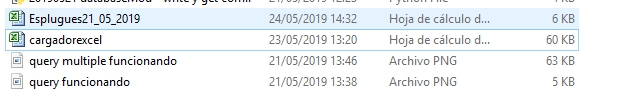 Esplugues21_05_2019 24/05/2019 14:32 Hoja de cálculo d... 6 KB
cargadorexcel 23/05/2019 13:20 Hoja de cálculo d... 60 KB
query multiple funcionando 21/05/2019 13:46 Archivo PNG 63 KB
query funcionando 21/05/2019 13:38 Archivo PNG 5 KB